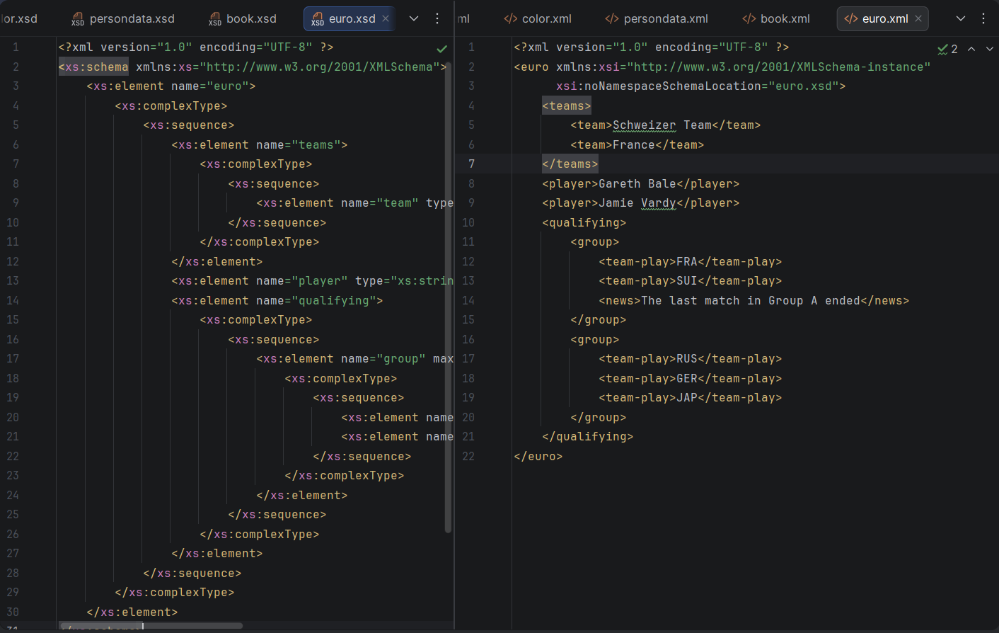 or.xsd persondata.xsd book.xsd euro.xsd
1 <?xml version="1.0" encoding="UTF-8" ?>
2 <xs:schema xmlns:xs="http://www.w3.org/2001/XMLSchema">
3 <xs:element name="euro">
4 <xs:complexType>
5 <xs:sequence>
6 <xs:element name="teams">
7 <xs:complexType>
8 <xs:sequence>
9 <xs:element name="team" type
10 </xs:sequence>
11 </xs:complexType>
12 </xs:element>
13 <xs:element name="player" type="xs:strin
14 <xs:element name="qualifying">
15 <xs:complexType>
16 <xs:sequence>
17 <xs:element name="group" max
18 <xs:complexType>
19 <xs:sequence>
20 <xs:element name
21 <xs:element name
22 </xs:sequence>
23 </xs:complexType>
24 </xs:element>
25 </xs:sequence>
26 </xs:complexType>
27 </xs:element>
28 </xs:sequence>
29 </xs:complexType>
30 </xs:element>
31 </xs:schema>
ml color.xml persondata.xml book.xml euro.xml
1 <?xml version="1.0" encoding="UTF-8" ?> 2
2 <euro xmlns:xsi="http://www.w3.org/2001/XMLSchema-instance"
3 xsi:noNamespaceSchemaLocation="euro.xsd">
4 <teams>
5 <team>Schweizer Team</team>
6 <team>France</team>
7 </teams>
8 <player>Gareth Bale</player>
9 <player>Jamie Vardy</player>
10 <qualifying>
11 <group>
12 <team-play>FRA</team-play>
13 <team-play>SUI</team-play>
14 <news>The last match in Group A ended</news>
15 </group>
16 <group>
17 <team-play>RUS</team-play>
18 <team-play>GER</team-play>
19 <team-play>JAP</team-play>
20 </group>
21 </qualifying>
22 </euro>